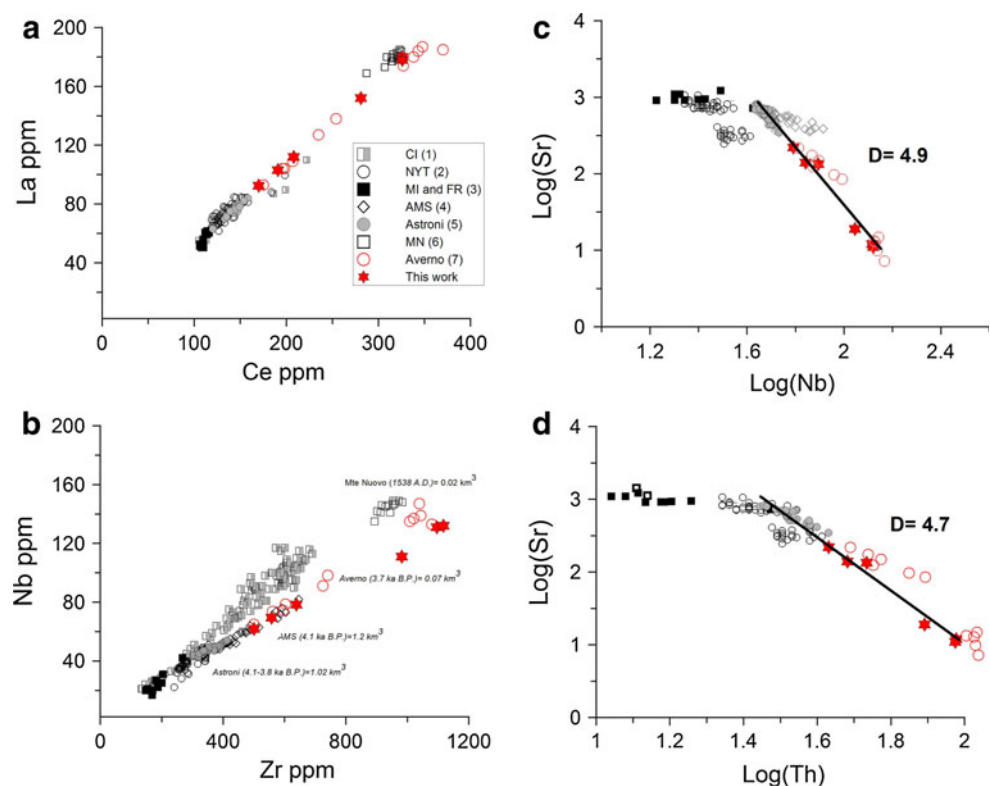 a
200
160
120
80
40
La ppm
0
100
200
300
400
Ce ppm
CI (1)
NYT (2)
MI and FR (3)
AMS (4)
Astroni (5)
MN (6)
Averno (7)
This work
c
4
3
2
1
0
Log(Sr)
D= 4.9
1.2
1.6
2
2.4
Log(Nb)
b
200
160
120
80
40
Nb ppm
Mte Nuovo (1538 A.D.)= 0.02 km3
Averno (3.7 ka B.P.)= 0.07 km3
AMS (4.1 ka B.P.)=1.2 km3
Astroni (4.1-3.8 ka B.P.)=1.02 km3
0
400
800
1200
Zr ppm
d
4
3
2
1
0
Log(Sr)
D= 4.7
1
1.2
1.4
1.6
1.8
2
Log(Th)